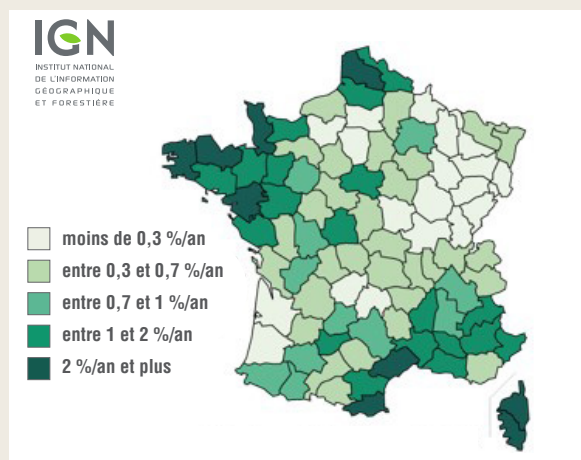 IGN
INSTITUT NATIONAL
DE L'INFORMATION
GÉOGRAPHIQUE
ET FORESTIÈRE
moins de 0,3 %/an
entre 0,3 et 0,7 %/an
entre 0,7 et 1 %/an
entre 1 et 2 %/an
2 %/an et plus